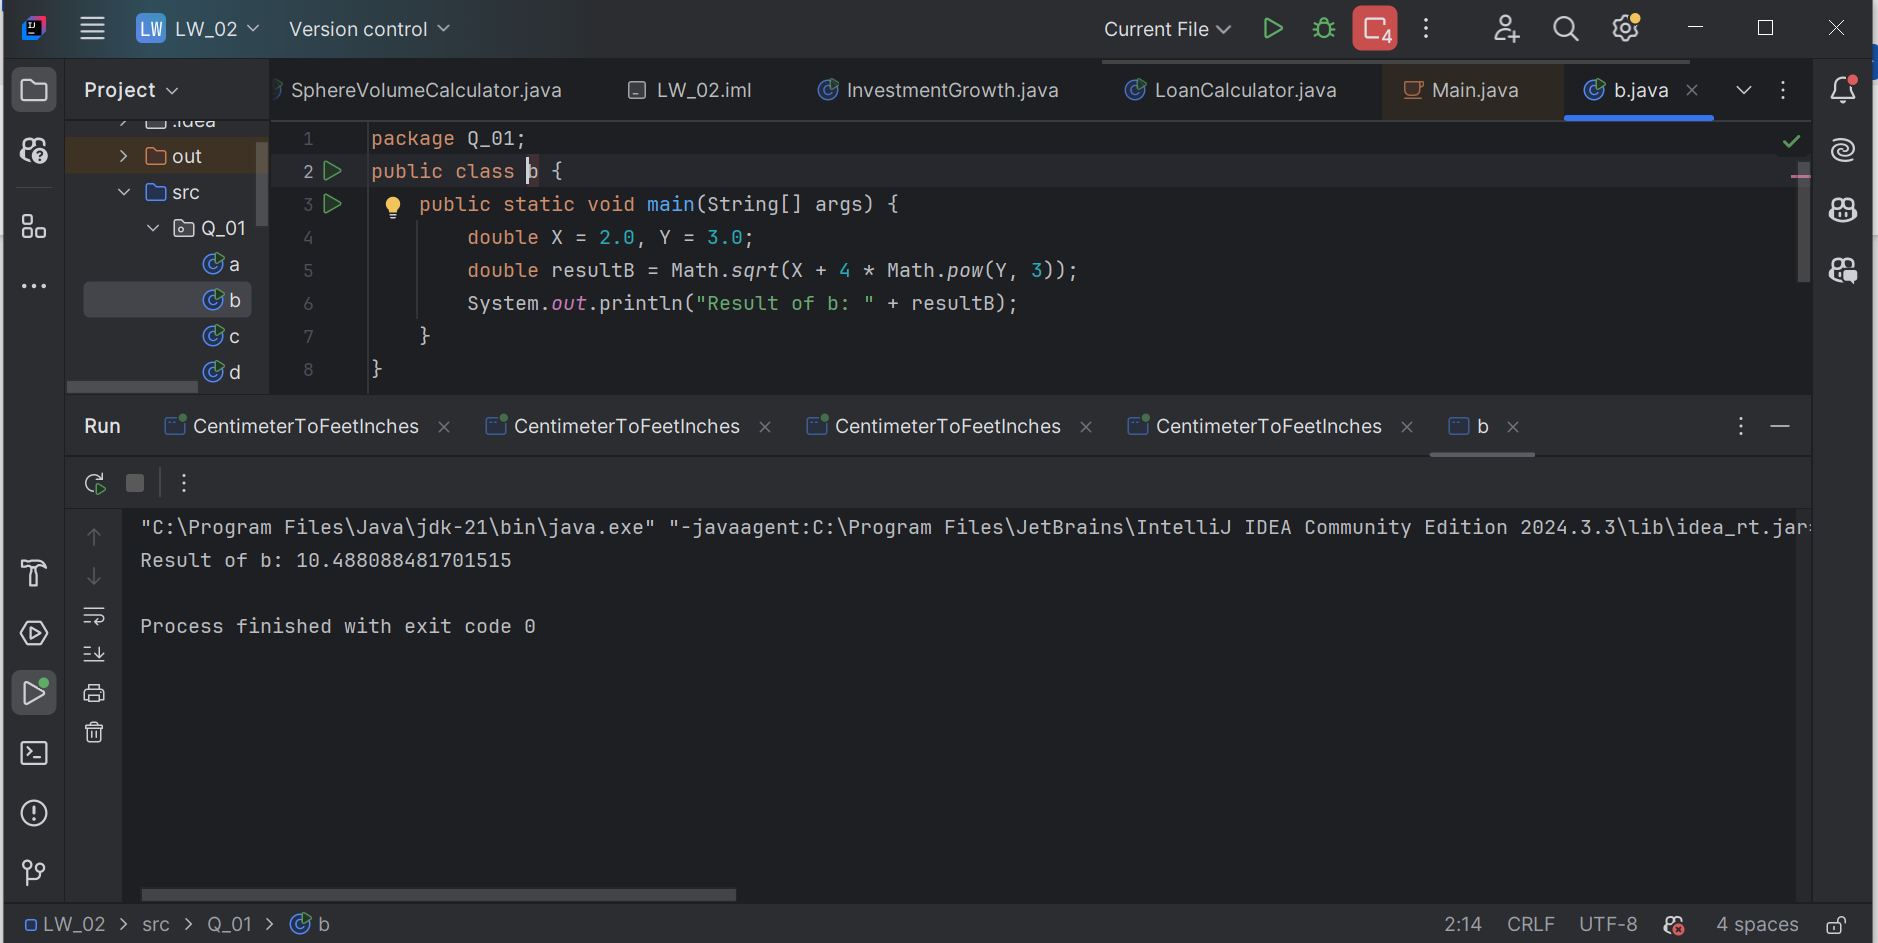 LW LW_02 Version control Current File 4
Project
SphereVolumeCalculator.java LW_02.iml InvestmentGrowth.java LoanCalculator.java Main.java b.java
.idea
out
src
Q_01
a
b
c
d
1 package Q_01;
2 public class b {
3 public static void main(String[] args) {
4 double X = 2.0, Y = 3.0;
5 double resultB = Math.sqrt(X + 4 * Math.pow(Y, 3));
6 System.out.println("Result of b: " + resultB);
7 }
8 }
Run CentimeterToFeetInches CentimeterToFeetInches CentimeterToFeetInches CentimeterToFeetInches b
"C:\Program Files\Java\jdk-21\bin\java.exe" "-javaagent:C:\Program Files\JetBrains\IntelliJ IDEA Community Edition 2024.3.3\lib\idea_rt.jar=
Result of b: 10.488088481701515
Process finished with exit code 0
LW_02 > src > Q_01 > b 2:14 CRLF UTF-8 4 spaces